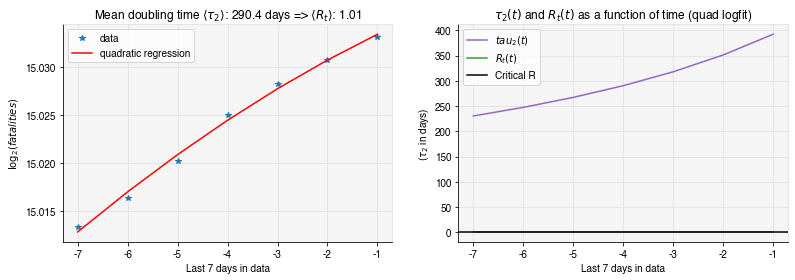 Mean doubling time ⟨τ₂⟩: 290.4 days => ⟨Rₜ⟩: 1.01
data
quadratic regression
log₂(fatalities)
15.030
15.025
15.020
15.015
-7 -6 -5 -4 -3 -2 -1
Last 7 days in data
τ₂(t) and Rₜ(t) as a function of time (quad logfit)
tau₂(t)
Rₜ(t)
Critical R
(τ₂ in days)
400
350
300
250
200
150
100
50
0
-7 -6 -5 -4 -3 -2 -1
Last 7 days in data